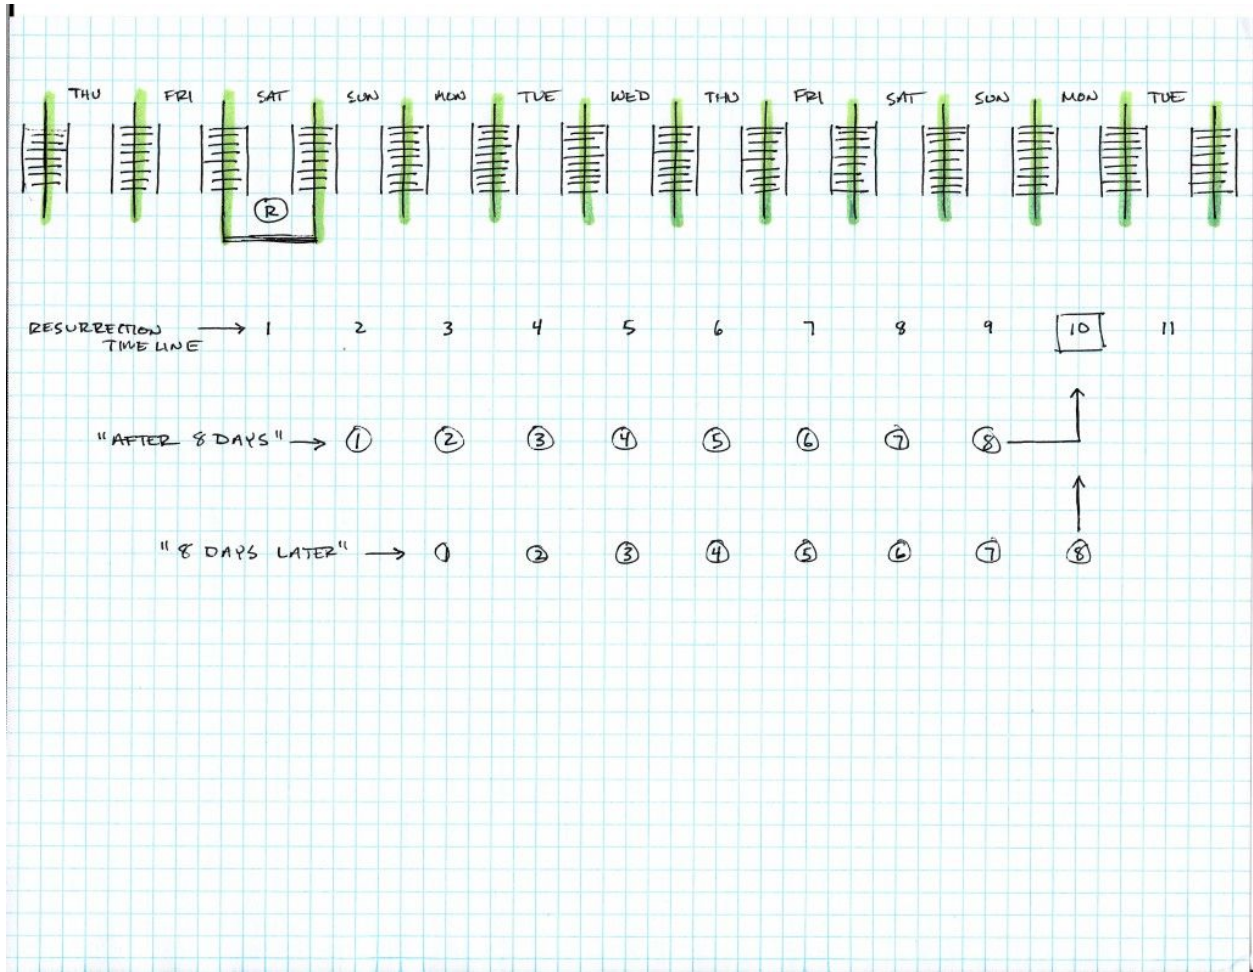 THU FRI SAT SUN MON TUE WED THU FRI SAT SUN MON TUE
R
RESURRECTION → 1 2 3 4 5 6 7 8 9 10 11
TIMELINE
"AFTER 8 DAYS" → 1 2 3 4 5 6 7 8
"8 DAYS LATER" → 1 2 3 4 5 6 7 8